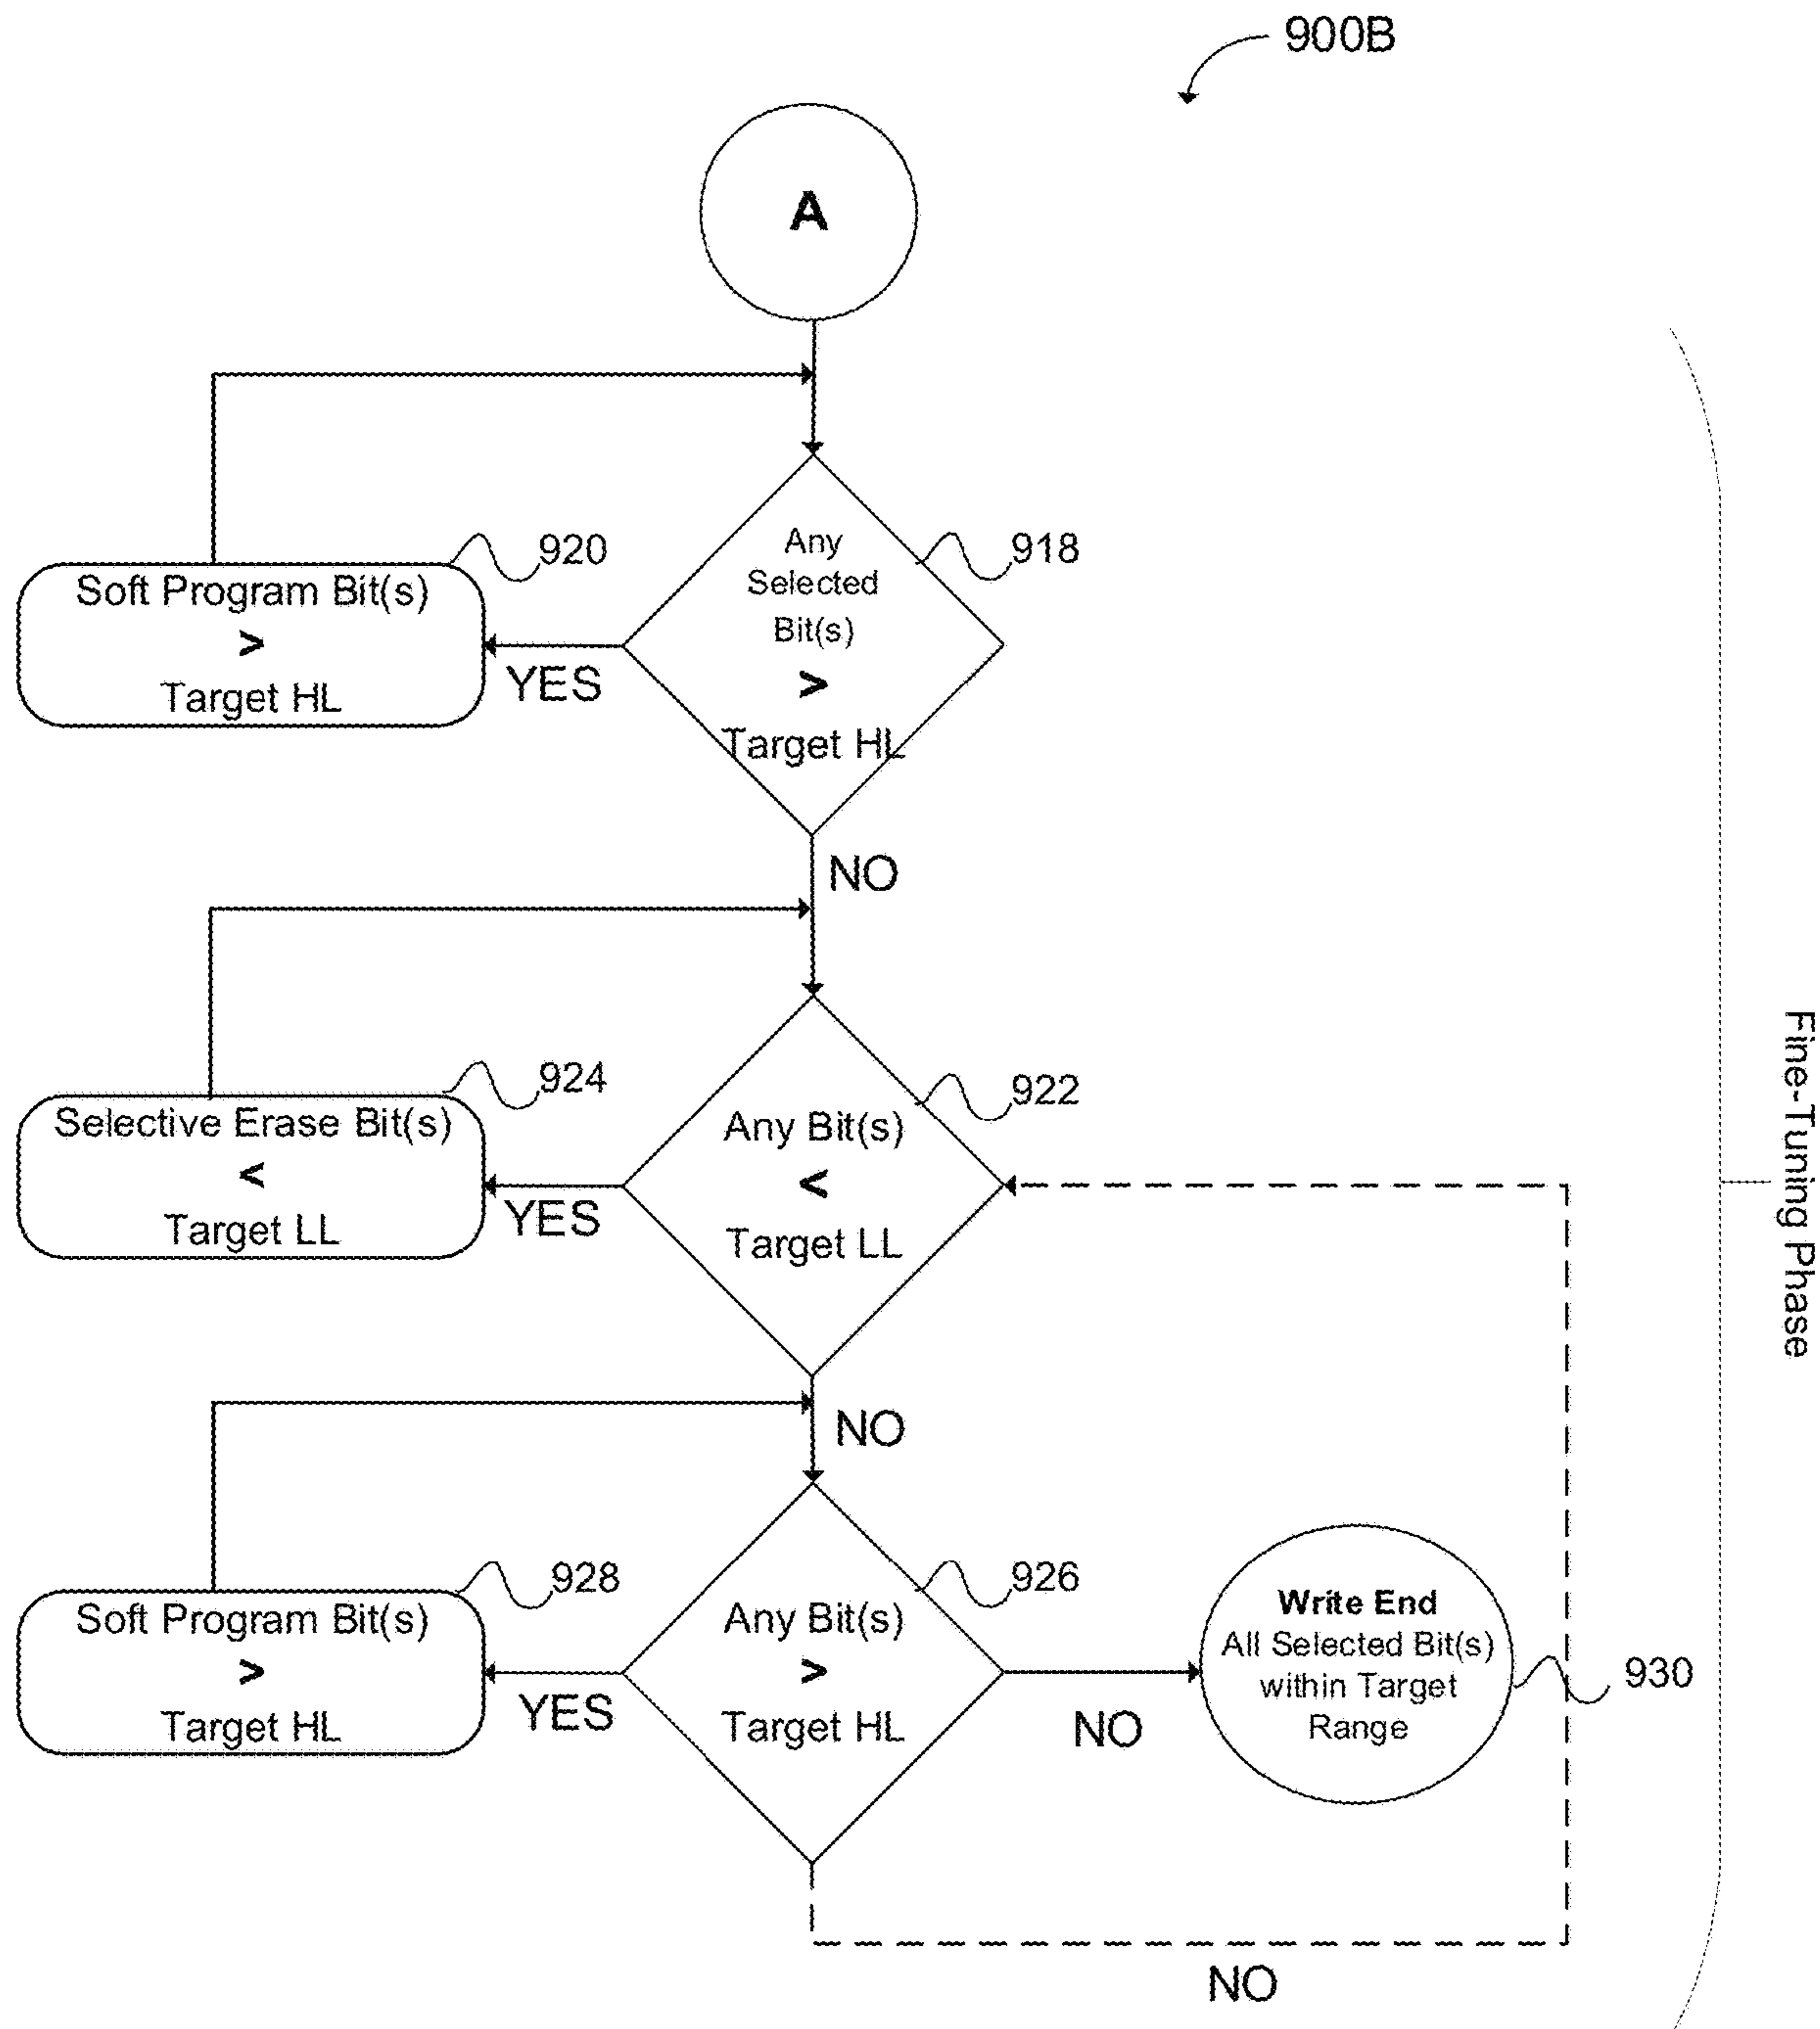 900B
A
920
Soft Program Bit(s)
>
Target HL
YES
918
Any
Selected
Bit(s)
>
Target HL
NO
924
Selective Erase Bit(s)
<
Target LL
YES
922
Any Bit(s)
<
Target LL
NO
928
Soft Program Bit(s)
>
Target HL
YES
926
Any Bit(s)
>
Target HL
NO
Write End
All Selected Bit(s)
within Target
Range
930
NO
Fine-Tuning Phase